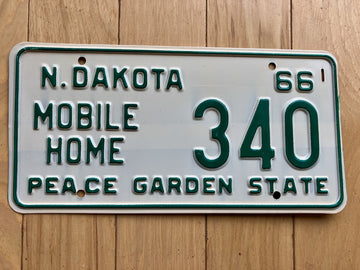 N. DAKOTA 66
MOBILE HOME 340
PEACE GARDEN STATE